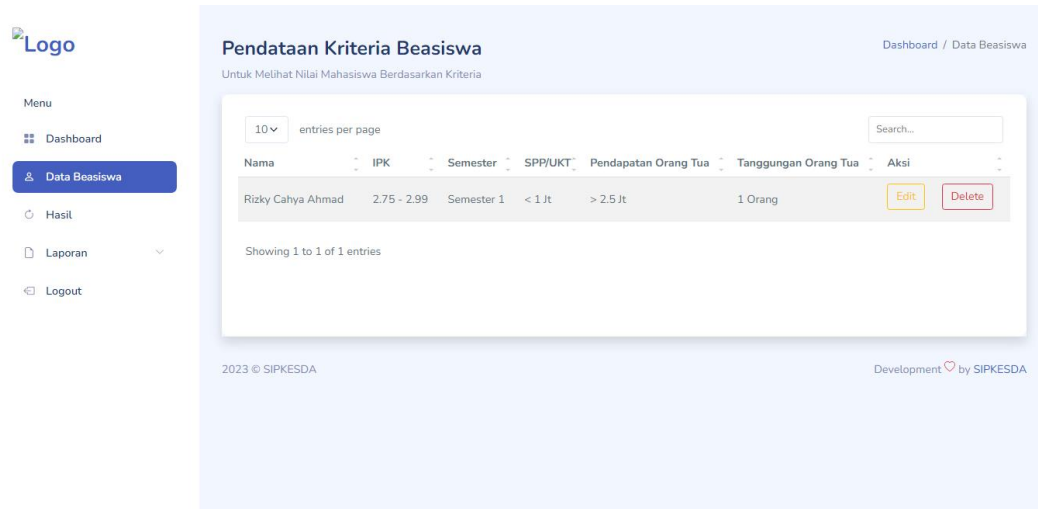 Logo
Menu
Dashboard
Data Beasiswa
Hasil
Laporan
Logout
Pendataan Kriteria Beasiswa
Dashboard / Data Beasiswa
Untuk Melihat Nilai Mahasiswa Berdasarkan Kriteria
10 entries per page
Search...
Nama IPK Semester SPP/UKT Pendapatan Orang Tua Tanggungan Orang Tua Aksi
Rizky Cahya Ahmad 2.75 - 2.99 Semester 1 < 1 Jt > 2.5 Jt 1 Orang Edit Delete
Showing 1 to 1 of 1 entries
2023 © SIPKESDA
Development by SIPKESDA